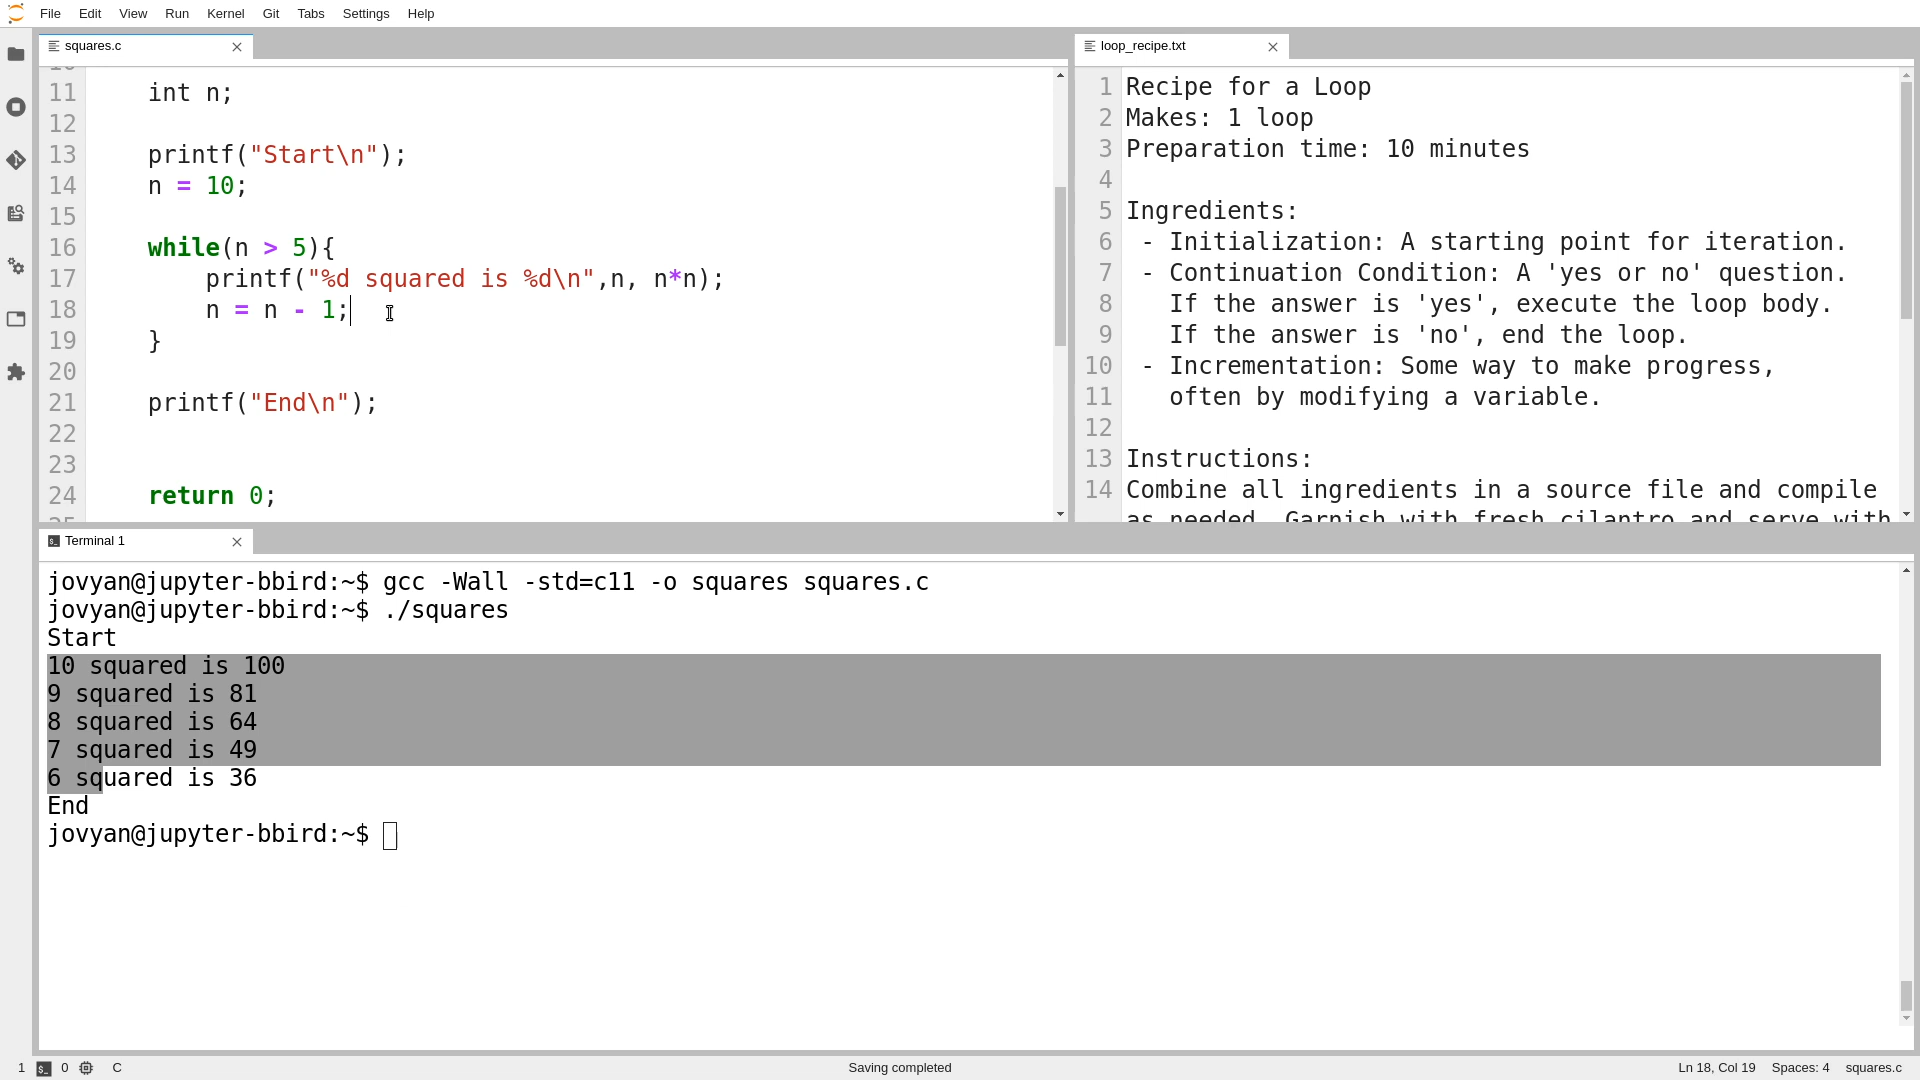 File Edit View Run Kernel Git Tabs Settings Help
squares.c
11 int n;
12
13 printf("Start\n");
14 n = 10;
15
16 while(n > 5){
17 printf("%d squared is %d\n",n, n*n);
18 n = n - 1;
19 }
20
21 printf("End\n");
22
23
24 return 0;
loop_recipe.txt
1 Recipe for a Loop
2 Makes: 1 loop
3 Preparation time: 10 minutes
4
5 Ingredients:
6 - Initialization: A starting point for iteration.
7 - Continuation Condition: A 'yes or no' question.
8 If the answer is 'yes', execute the loop body.
9 If the answer is 'no', end the loop.
10 - Incrementation: Some way to make progress,
11 often by modifying a variable.
12
13 Instructions:
14 Combine all ingredients in a source file and compile
as needed. Garnish with fresh cilantro and serve with
Terminal 1
jovyan@jupyter-bbird:~$ gcc -Wall -std=c11 -o squares squares.c
jovyan@jupyter-bbird:~$ ./squares
Start
10 squared is 100
9 squared is 81
8 squared is 64
7 squared is 49
6 squared is 36
End
jovyan@jupyter-bbird:~$
1 0 C Saving completed Ln 18, Col 19 Spaces: 4 squares.c